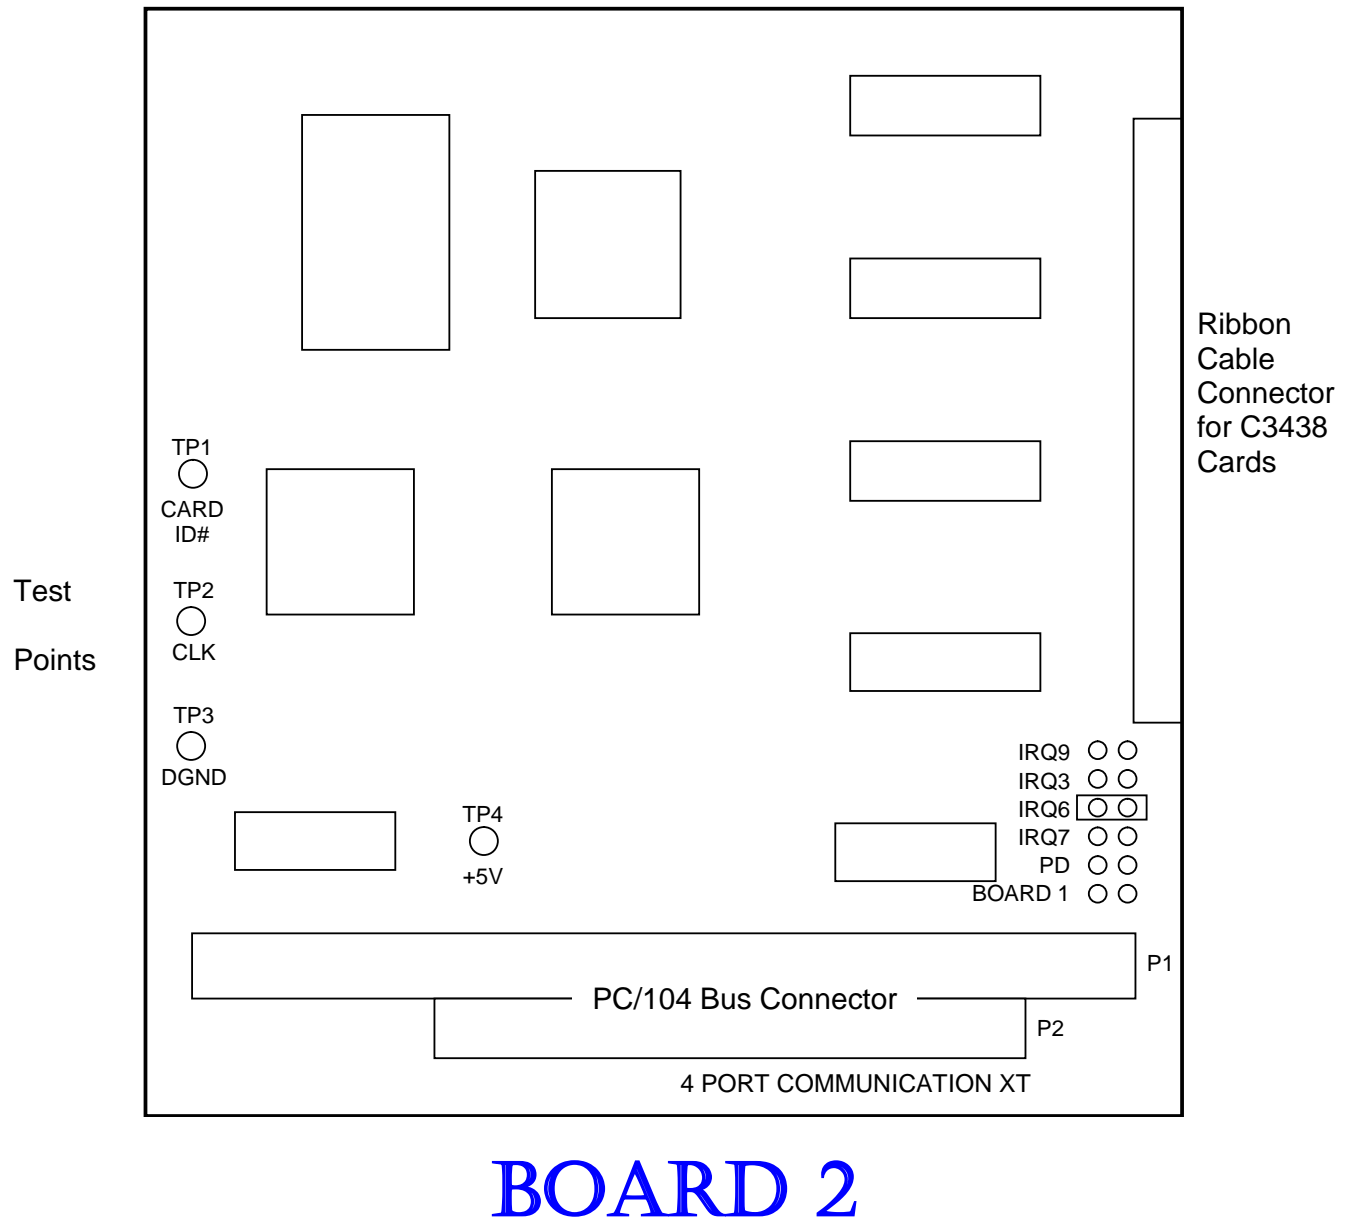 Ribbon
Cable
Connector
for C3438
Cards
TP1
CARD
ID#
Test
Points
TP2
CLK
TP3
DGND
TP4
+5V
IRQ9
IRQ3
IRQ6
IRQ7
PD
BOARD 1
P1
PC/104 Bus Connector
P2
4 PORT COMMUNICATION XT
BOARD 2